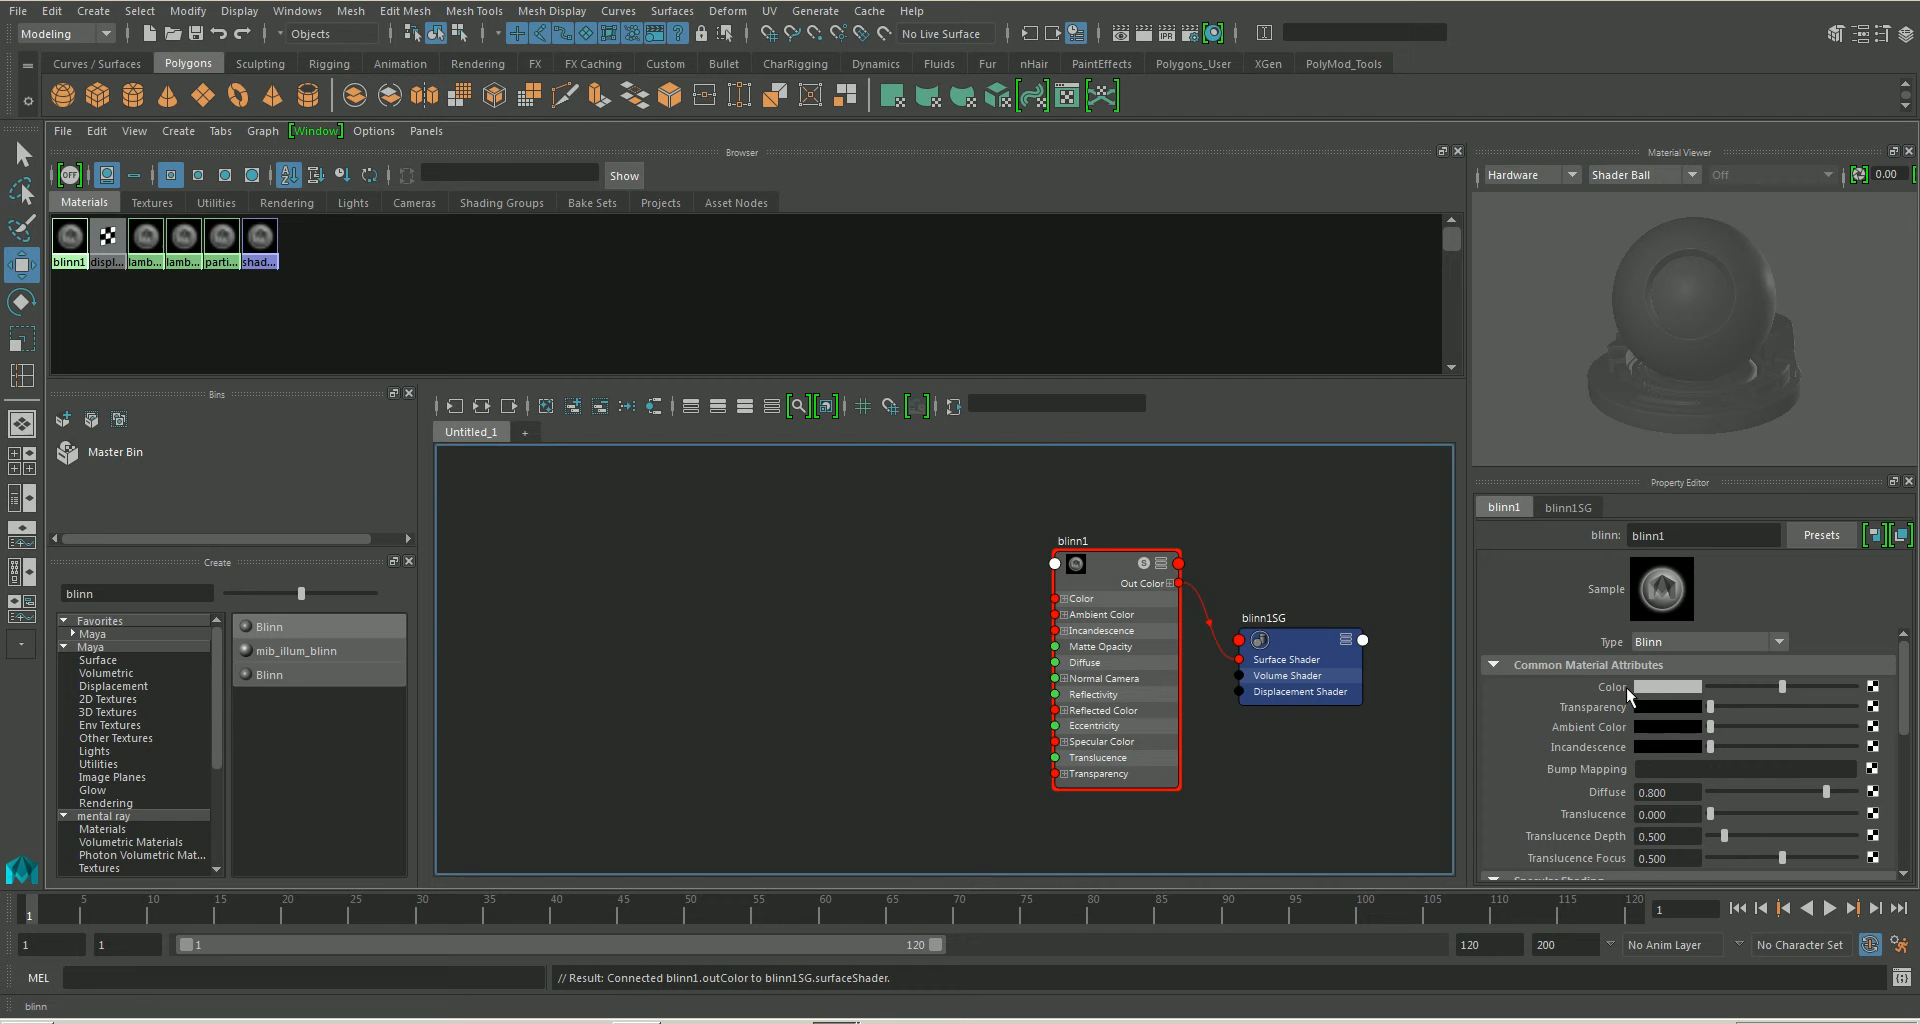 File Edit Create Select Modify Display Windows Mesh Edit Mesh Mesh Tools Mesh Display Curves Surfaces Deform UV Generate Cache Help
Modeling Objects No Live Surface
Curves / Surfaces Polygons Sculpting Rigging Animation Rendering FX FX Caching Custom Bullet CharRigging Dynamics Fluids Fur nHair PaintEffects Polygons_User XGen PolyMod_Tools
File Edit View Create Tabs Graph [Window] Options Panels
Browser
OFF Show
Materials Textures Utilities Rendering Lights Cameras Shading Groups Bake Sets Projects Asset Nodes
blinn1 displ... lamb... lamb... parti... shad...
Material Viewer
Hardware Shader Ball Off 0.00
Bins
Master Bin
Create
blinn
Favorites
Maya
Maya
Surface
Volumetric
Displacement
2D Textures
3D Textures
Env Textures
Other Textures
Lights
Utilities
Image Planes
Glow
Rendering
mental ray
Materials
Volumetric Materials
Photon Volumetric Mat...
Textures
Blinn
mib_illum_blinn
Blinn
Untitled_1 +
blinn1
S
Out Color
Color
Ambient Color
Incandescence
Matte Opacity
Diffuse
Normal Camera
Reflectivity
Reflected Color
Eccentricity
Specular Color
Translucence
Transparency
blinn1SG
Surface Shader
Volume Shader
Displacement Shader
Property Editor
blinn1 blinn1SG
blinn: blinn1 Presets
Sample
Type Blinn
Common Material Attributes
Color
Transparency
Ambient Color
Incandescence
Bump Mapping
Diffuse 0.800
Translucence 0.000
Translucence Depth 0.500
Translucence Focus 0.500
Specular Shading
1 5 10 15 20 25 30 35 40 45 50 55 60 65 70 75 80 85 90 95 100 105 110 115 120 1
1 1 1 120 120 200 No Anim Layer No Character Set
MEL // Result: Connected blinn1.outColor to blinn1SG.surfaceShader.
blinn